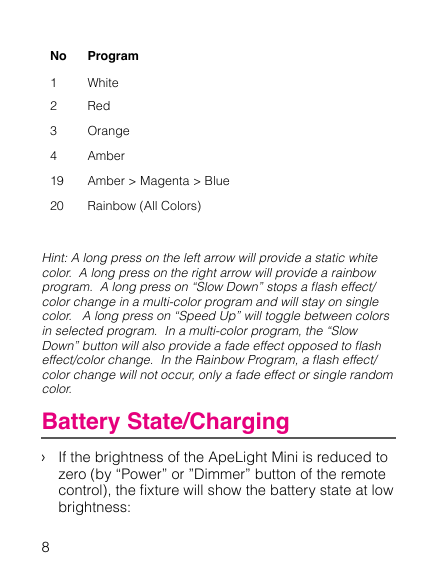 No Program
1 White
2 Red
3 Orange
4 Amber
19 Amber > Magenta > Blue
20 Rainbow (All Colors)
Hint: A long press on the left arrow will provide a static white
color.  A long press on the right arrow will provide a rainbow
program.  A long press on “Slow Down” stops a flash effect/
color change in a multi-color program and will stay on single
color.   A long press on “Speed Up” will toggle between colors
in selected program.  In a multi-color program, the “Slow
Down” button will also provide a fade effect opposed to flash
effect/color change.  In the Rainbow Program, a flash effect/
color change will not occur, only a fade effect or single random
color.
Battery State/Charging
› If the brightness of the ApeLight Mini is reduced to
zero (by “Power” or ”Dimmer” button of the remote
control), the fixture will show the battery state at low
brightness:
8